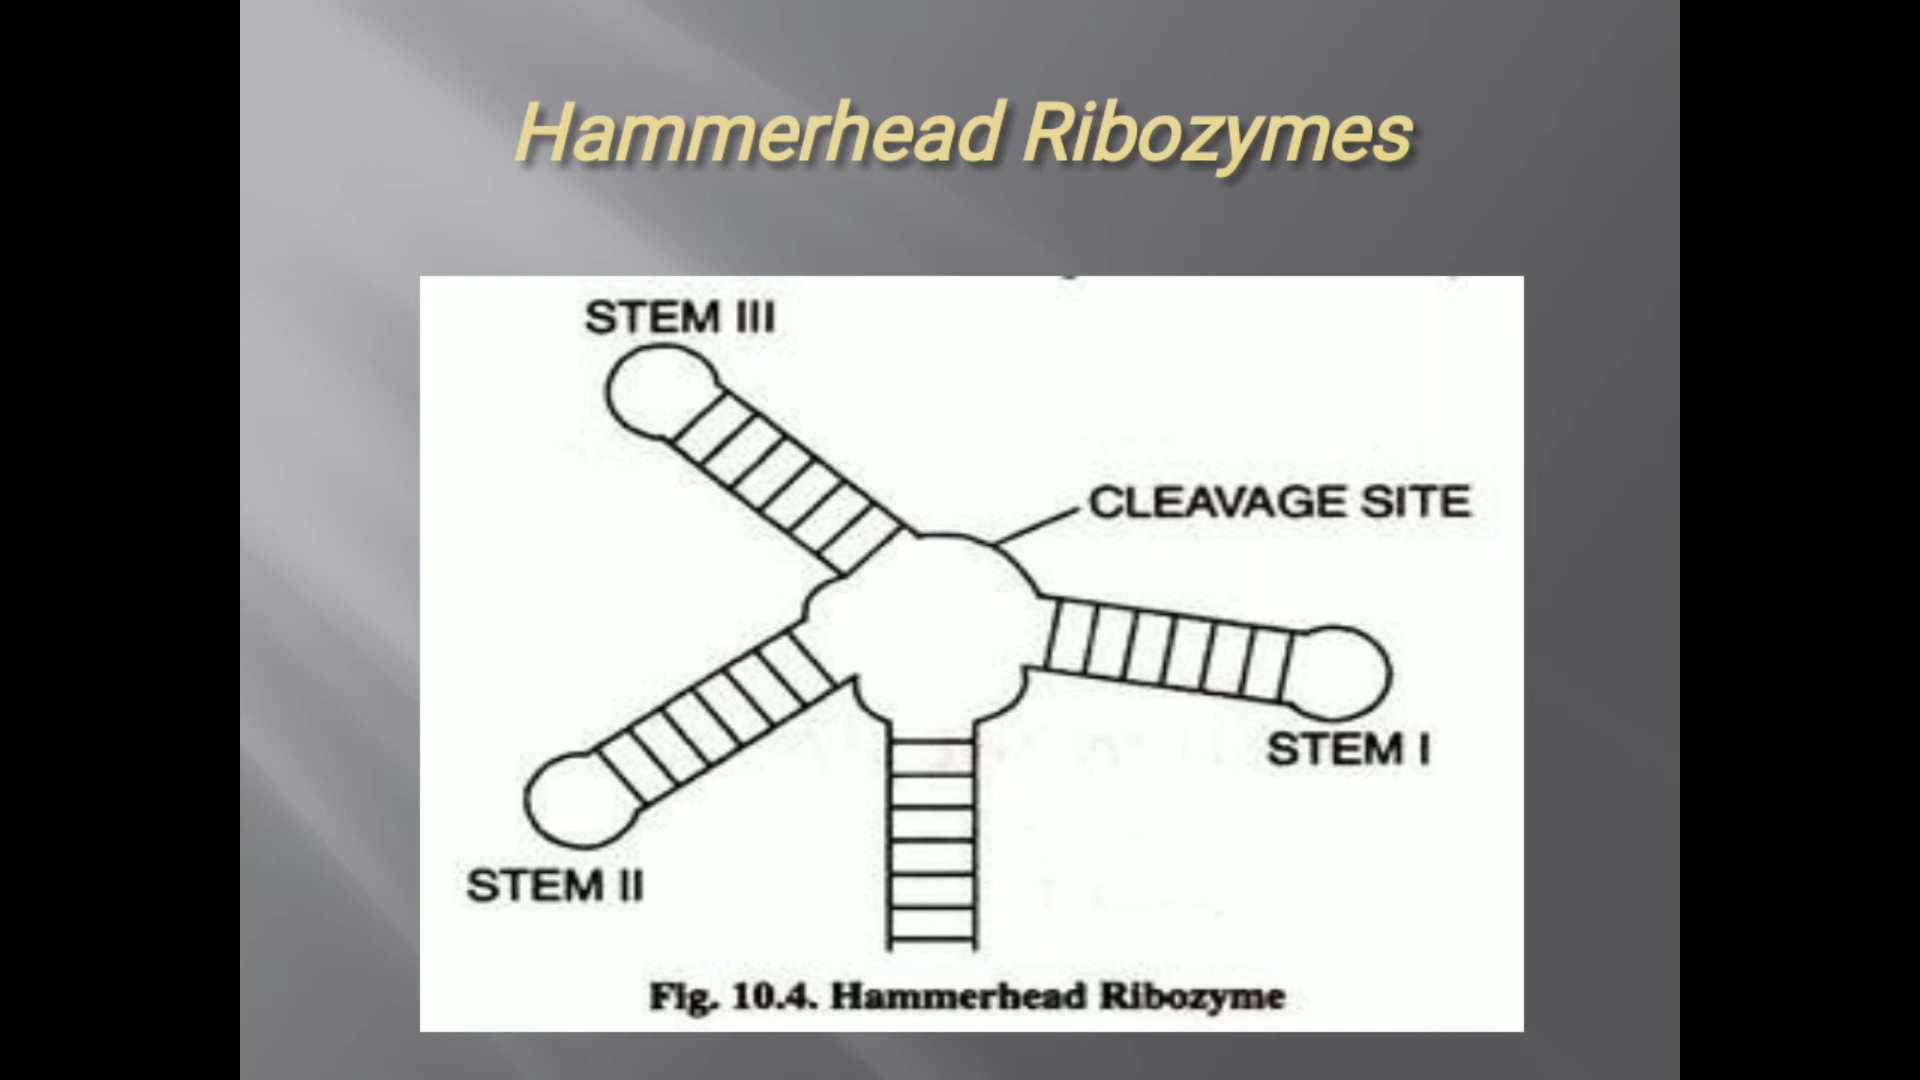 Hammerhead Ribozymes
STEM III
CLEAVAGE SITE
STEM I
STEM II
Fig. 10.4. Hammerhead Ribozyme